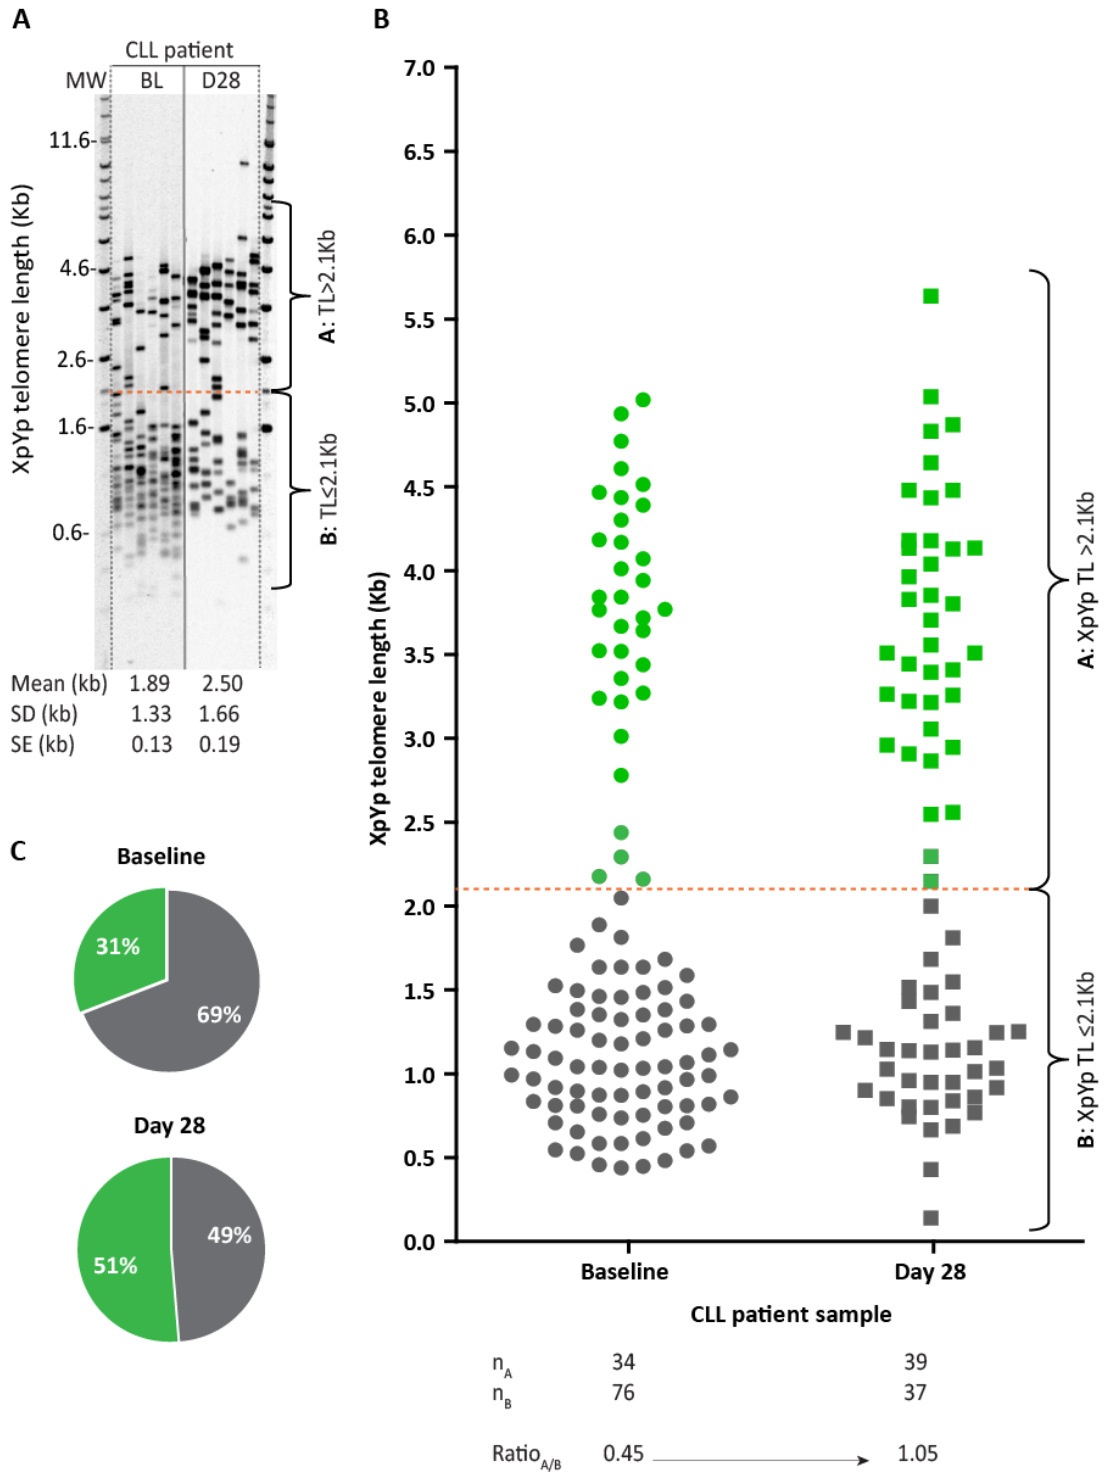 A
CLL patient
MW BL D28
11.6-
4.6-
2.6-
1.6-
0.6-
XpYp telomere length (Kb)
A: TL>2.1Kb
B: TL≤2.1Kb
Mean (kb) 1.89 2.50
SD (kb) 1.33 1.66
SE (kb) 0.13 0.19
C
Baseline
31%
69%
Day 28
51%
49%
B
7.0
6.5
6.0
5.5
5.0
4.5
4.0
3.5
3.0
2.5
2.0
1.5
1.0
0.5
0.0
XpYp telomere length (Kb)
A: XpYp TL >2.1Kb
B: XpYp TL ≤2.1Kb
Baseline Day 28
CLL patient sample
nA 34 39
nB 76 37
RatioA/B 0.45 1.05